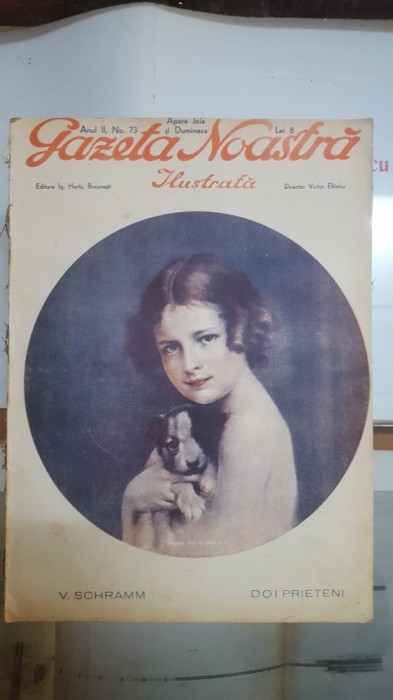 Apare Joia
Anul II, No. 73 și Dumineca Lei 8
Gazeta Noastră
Ilustrată
Editura Ig. Hertz, București Director Victor Eftimiu
V. SCHRAMM DOI PRIETENI
cu